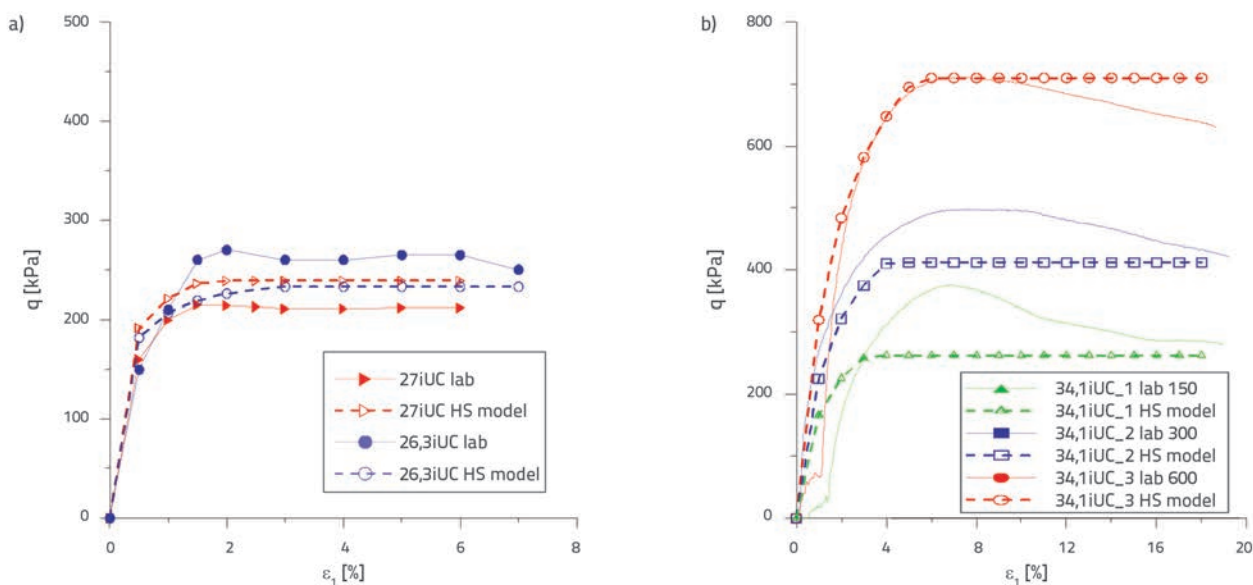 a)
500
400
300
200
100
0
q [kPa]
0
2
4
6
8
ε1 [%]
27iUC lab
27iUC HS model
26,3iUC lab
26,3iUC HS model
b)
800
600
400
200
0
q [kPa]
0
4
8
12
16
20
ε1 [%]
34,1iUC_1 lab 150
34,1iUC_1 HS model
34,1iUC_2 lab 300
34,1iUC_2 HS model
34,1iUC_3 lab 600
34,1iUC_3 HS model